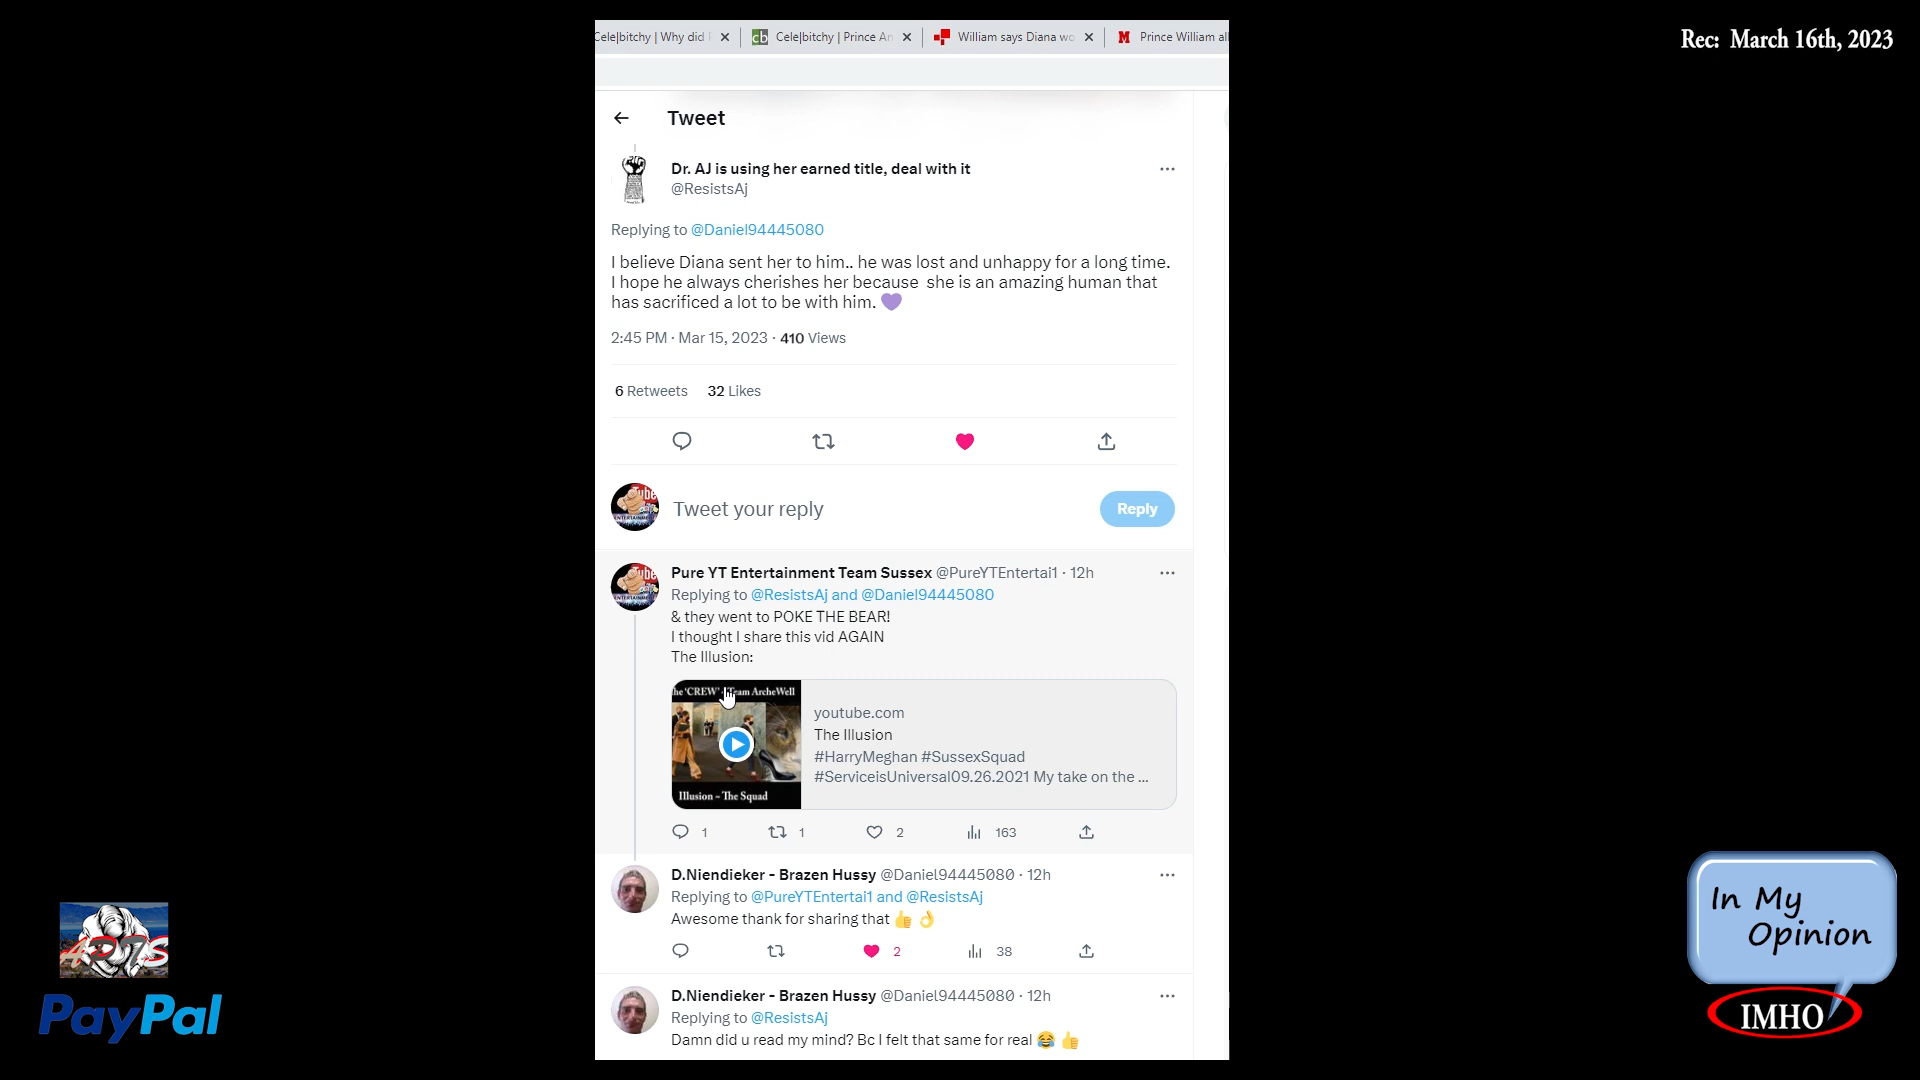 Cele|bitchy | Why did
Cele|bitchy | Prince An
William says Diana wo
Prince William all
Rec: March 16th, 2023
Tweet
Dr. AJ is using her earned title, deal with it
@ResistsAj
Replying to @Daniel94445080
I believe Diana sent her to him.. he was lost and unhappy for a long time.
I hope he always cherishes her because she is an amazing human that
has sacrificed a lot to be with him. 💜
2:45 PM · Mar 15, 2023 · 410 Views
6 Retweets 32 Likes
Tweet your reply
Reply
Pure YT Entertainment Team Sussex @PureYTEntertai1 · 12h
Replying to @ResistsAj and @Daniel94445080
& they went to POKE THE BEAR!
I thought I share this vid AGAIN
The Illusion:
he 'CREW' Team ArcheWell
Illusion - The Squad
youtube.com
The Illusion
#HarryMeghan #SussexSquad
#ServiceisUniversal09.26.2021 My take on the ...
1 1 2 163
D.Niendieker - Brazen Hussy @Daniel94445080 · 12h
Replying to @PureYTEntertai1 and @ResistsAj
Awesome thank for sharing that 👍 👌
2 38
D.Niendieker - Brazen Hussy @Daniel94445080 · 12h
Replying to @ResistsAj
Damn did u read my mind? Bc I felt that same for real 😂 👍
PayPal
In My
Opinion
IMHO